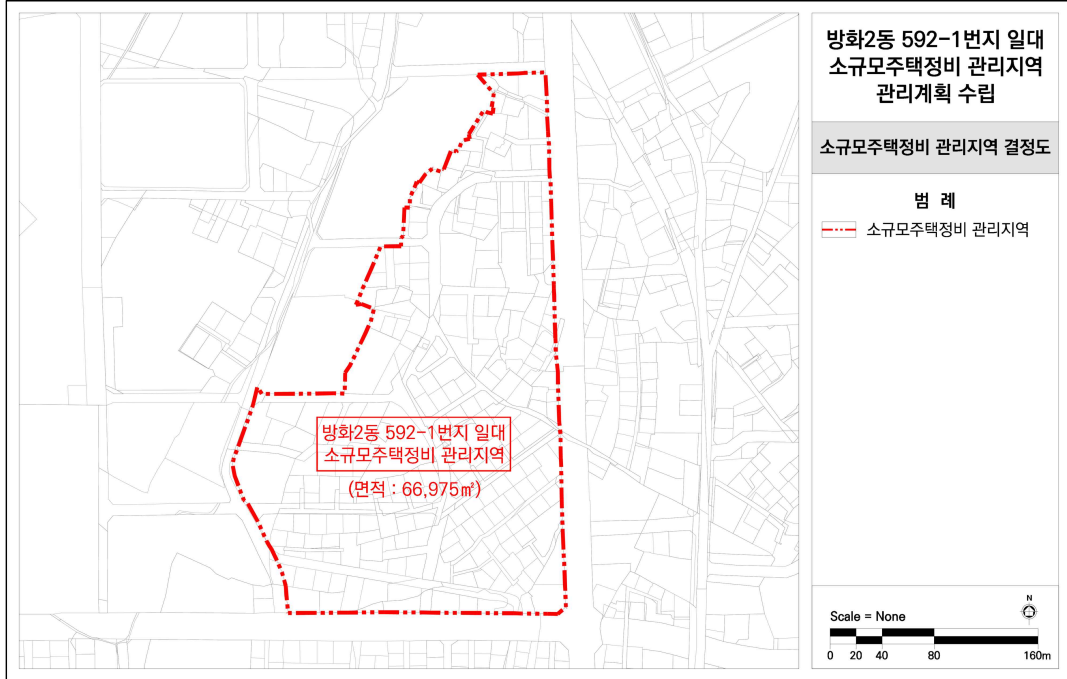 방화2동 592-1번지 일대
소규모주택정비 관리지역
관리계획 수립
소규모주택정비 관리지역 결정도
범 례
소규모주택정비 관리지역
방화2동 592-1번지 일대
소규모주택정비 관리지역
(면적 : 66,975㎡)
Scale = None
N
0 20 40 80 160m